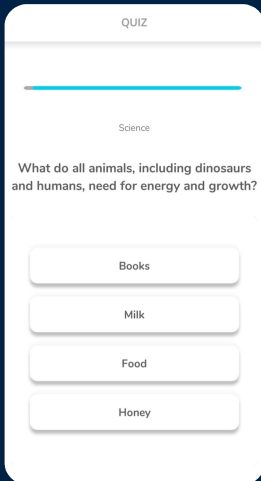 QUIZ
Science
What do all animals, including dinosaurs
and humans, need for energy and growth?
Books
Milk
Food
Honey